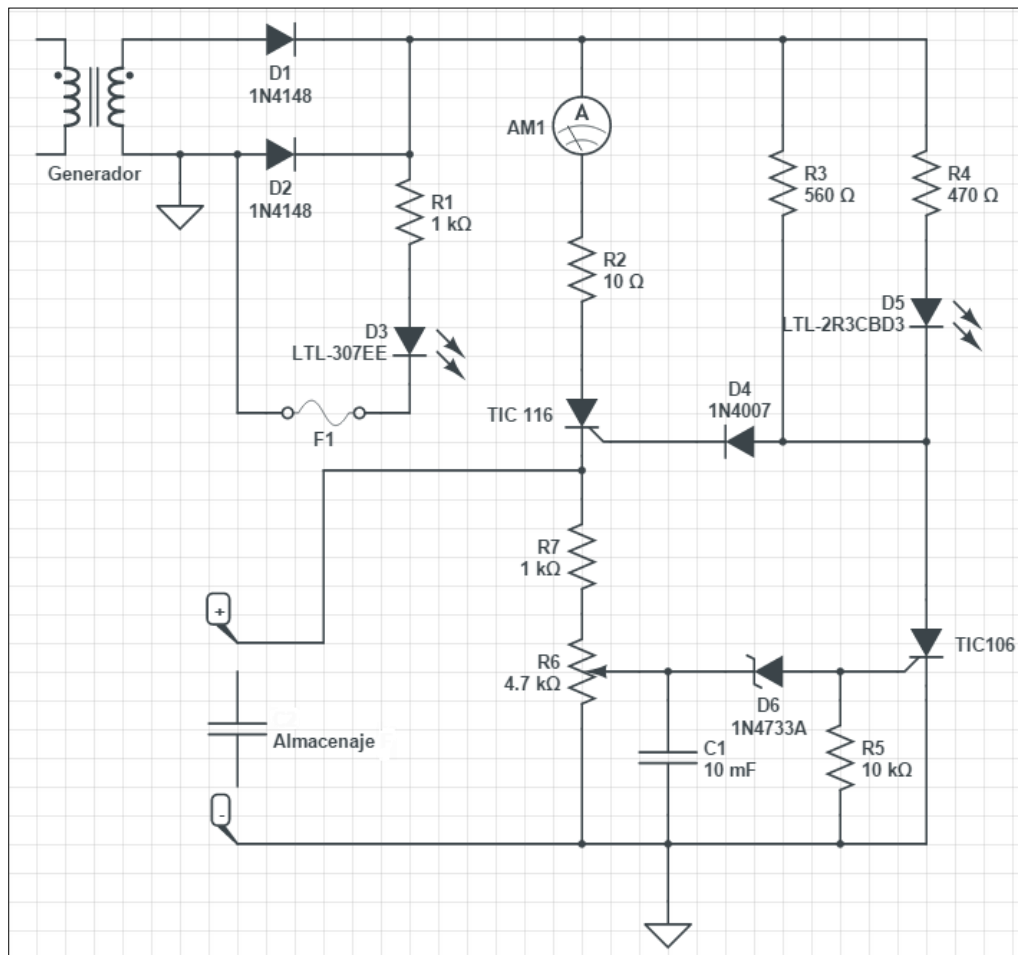 D1
1N4148
Generador
D2
1N4148
AM1
A
R1
1 kΩ
R2
10 Ω
R3
560 Ω
R4
470 Ω
D3
LTL-307EE
D5
LTL-2R3CBD3
F1
TIC 116
D4
1N4007
R7
1 kΩ
+
R6
4.7 kΩ
TIC106
D6
1N4733A
Almacenaje
C1
10 mF
R5
10 kΩ
-